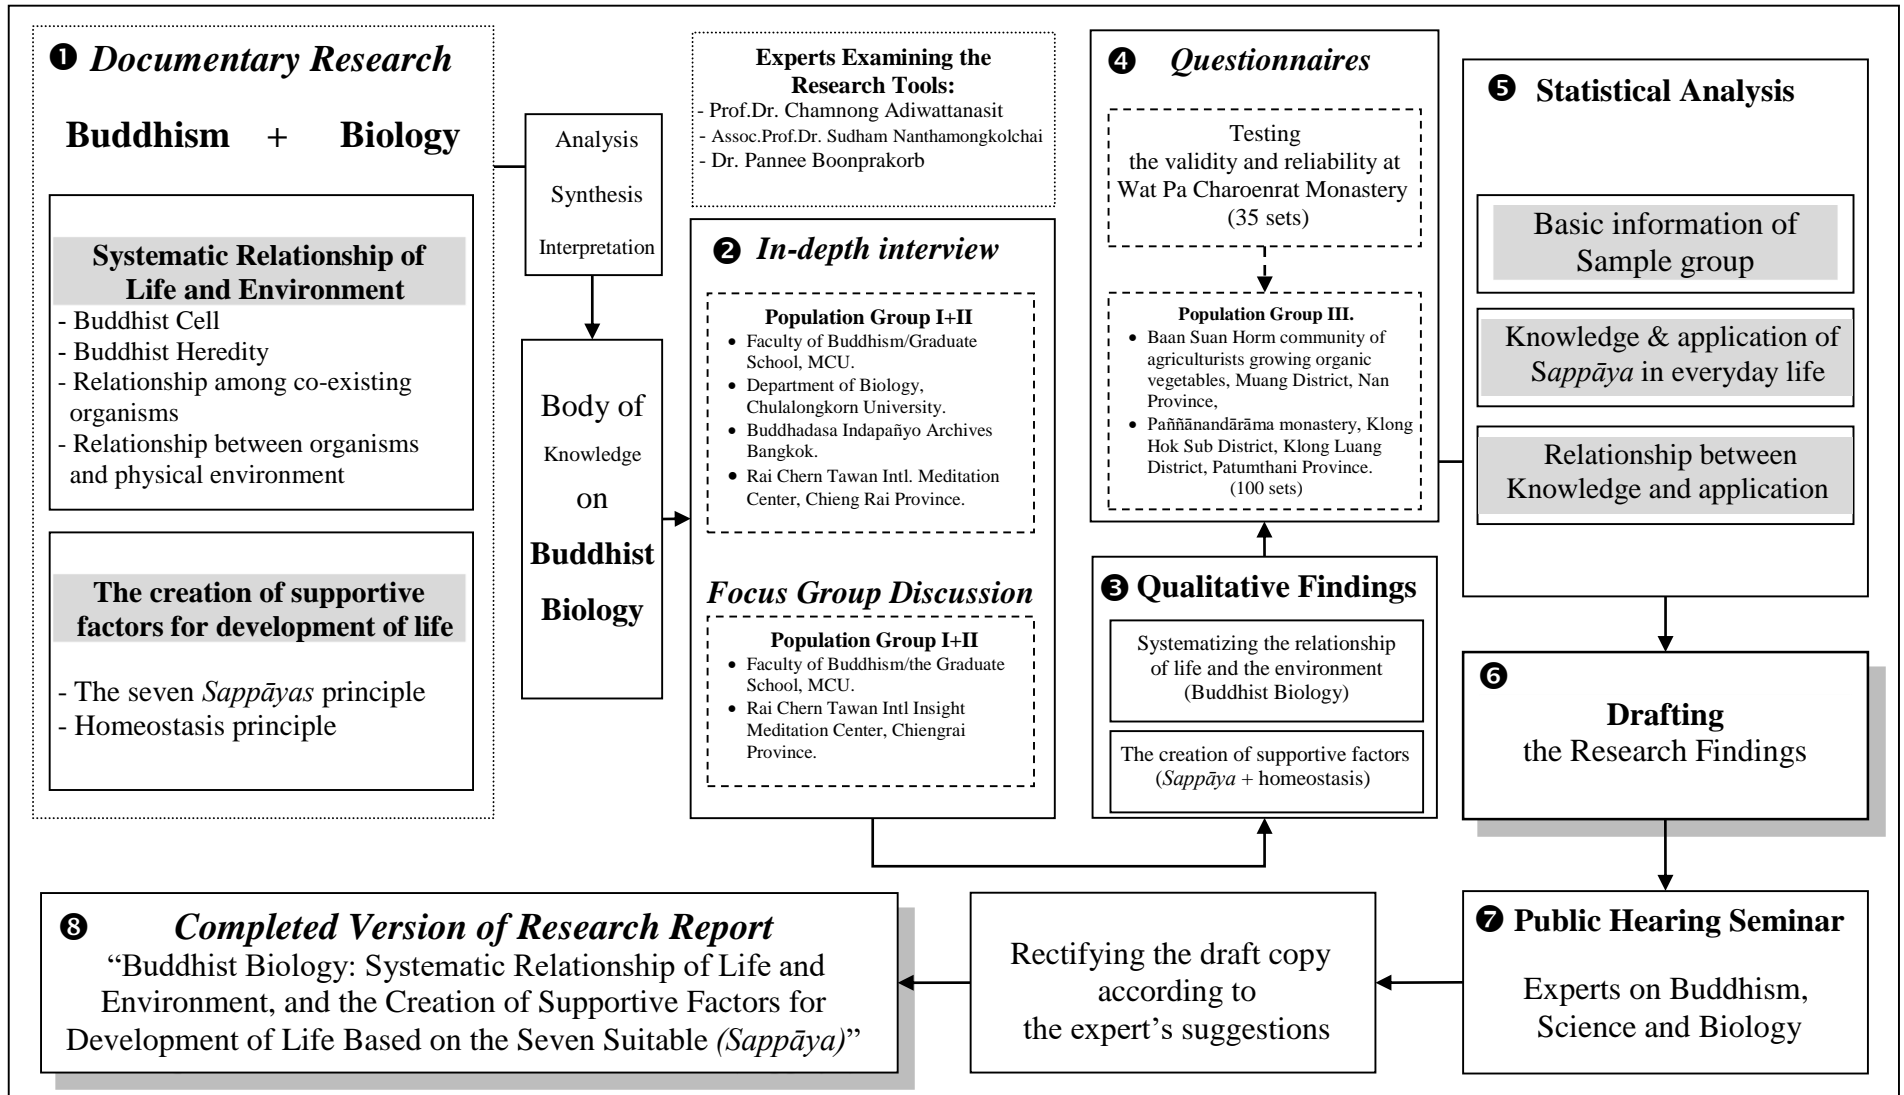 ❶ Documentary Research
Buddhism + Biology
Systematic Relationship of
Life and Environment
- Buddhist Cell
- Buddhist Heredity
- Relationship among co-existing
organisms
- Relationship between organisms
and physical environment
The creation of supportive
factors for development of life
- The seven Sappāyas principle
- Homeostasis principle
Analysis
Synthesis
Interpretation
Body of
Knowledge
on
Buddhist
Biology
Experts Examining the
Research Tools:
- Prof.Dr. Chamnong Adiwattanasit
- Assoc.Prof.Dr. Sudham Nanthamongkolchai
- Dr. Pannee Boonprakorb
❷ In-depth interview
Population Group I+II
• Faculty of Buddhism/Graduate
School, MCU.
• Department of Biology,
Chulalongkorn University.
• Buddhadasa Indapañyo Archives
Bangkok.
• Rai Chern Tawan Intl. Meditation
Center, Chieng Rai Province.
Focus Group Discussion
Population Group I+II
• Faculty of Buddhism/the Graduate
School, MCU.
• Rai Chern Tawan Intl Insight
Meditation Center, Chiengrai
Province.
❸ Qualitative Findings
Systematizing the relationship
of life and the environment
(Buddhist Biology)
The creation of supportive factors
(Sappāya + homeostasis)
❹ Questionnaires
Testing
the validity and reliability at
Wat Pa Charoenrat Monastery
(35 sets)
Population Group III.
• Baan Suan Horm community of
agriculturists growing organic
vegetables, Muang District, Nan
Province,
• Paññānandārāma monastery, Klong
Hok Sub District, Klong Luang
District, Patumthani Province.
(100 sets)
❺ Statistical Analysis
Basic information of
Sample group
Knowledge & application of
Sappāya in everyday life
Relationship between
Knowledge and application
❻
Drafting
the Research Findings
❼ Public Hearing Seminar
Experts on Buddhism,
Science and Biology
Rectifying the draft copy
according to
the expert’s suggestions
❽ Completed Version of Research Report
“Buddhist Biology: Systematic Relationship of Life and
Environment, and the Creation of Supportive Factors for
Development of Life Based on the Seven Suitable (Sappāya)”